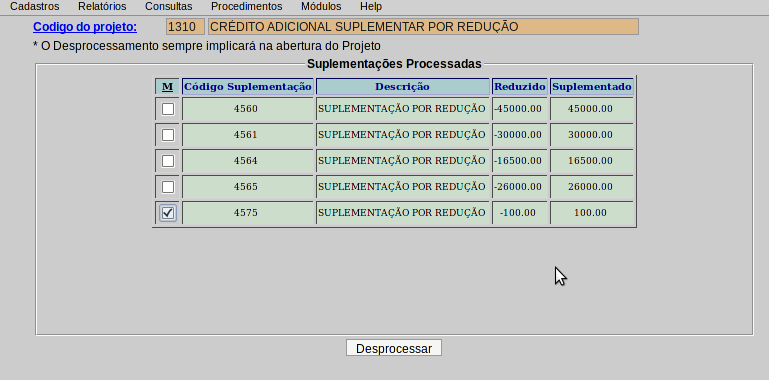 Cadastros Relatórios Consultas Procedimentos Módulos Help
Codigo do projeto: 1310 CRÉDITO ADICIONAL SUPLEMENTAR POR REDUÇÃO
* O Desprocessamento sempre implicará na abertura do Projeto
Suplementações Processadas
M Código Suplementação Descrição Reduzido Suplementado
4560 SUPLEMENTAÇÃO POR REDUÇÃO -45000.00 45000.00
4561 SUPLEMENTAÇÃO POR REDUÇÃO -30000.00 30000.00
4564 SUPLEMENTAÇÃO POR REDUÇÃO -16500.00 16500.00
4565 SUPLEMENTAÇÃO POR REDUÇÃO -26000.00 26000.00
4575 SUPLEMENTAÇÃO POR REDUÇÃO -100.00 100.00
Desprocessar